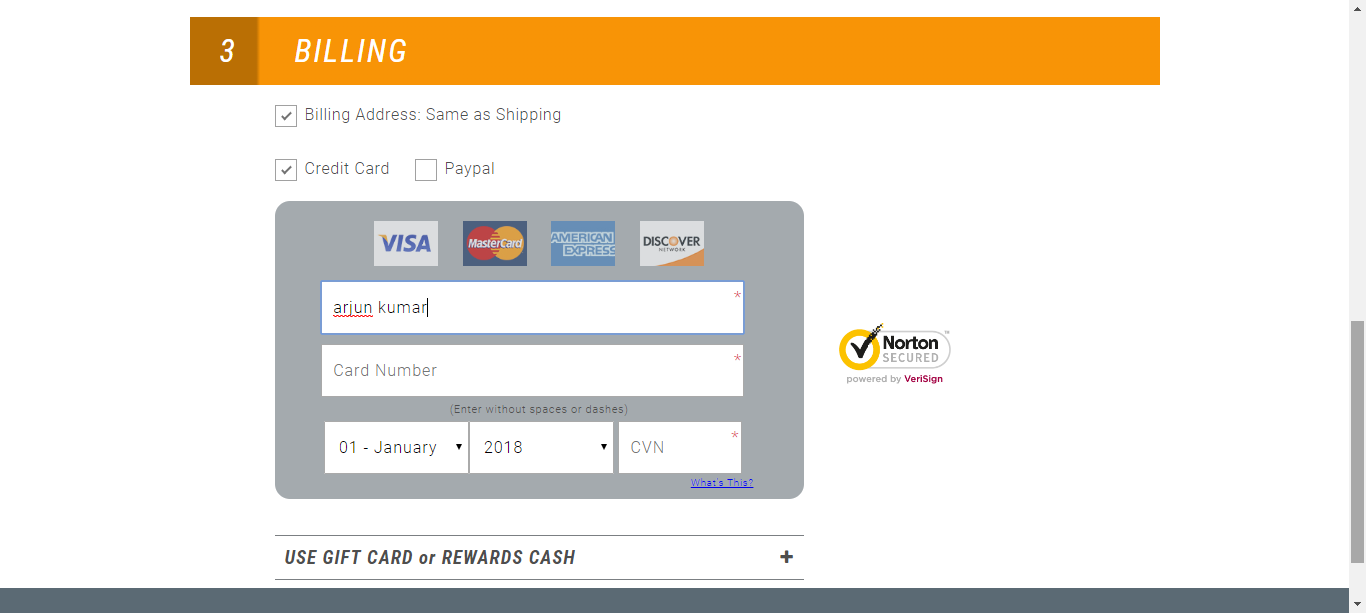 3 BILLING
Billing Address: Same as Shipping
Credit Card Paypal
VISA MasterCard AMERICAN EXPRESS DISCOVER NETWORK
arjun kumar *
Card Number *
(Enter without spaces or dashes)
01 - January 2018 CVN *
What's This?
Norton™
SECURED
powered by VeriSign
USE GIFT CARD or REWARDS CASH +